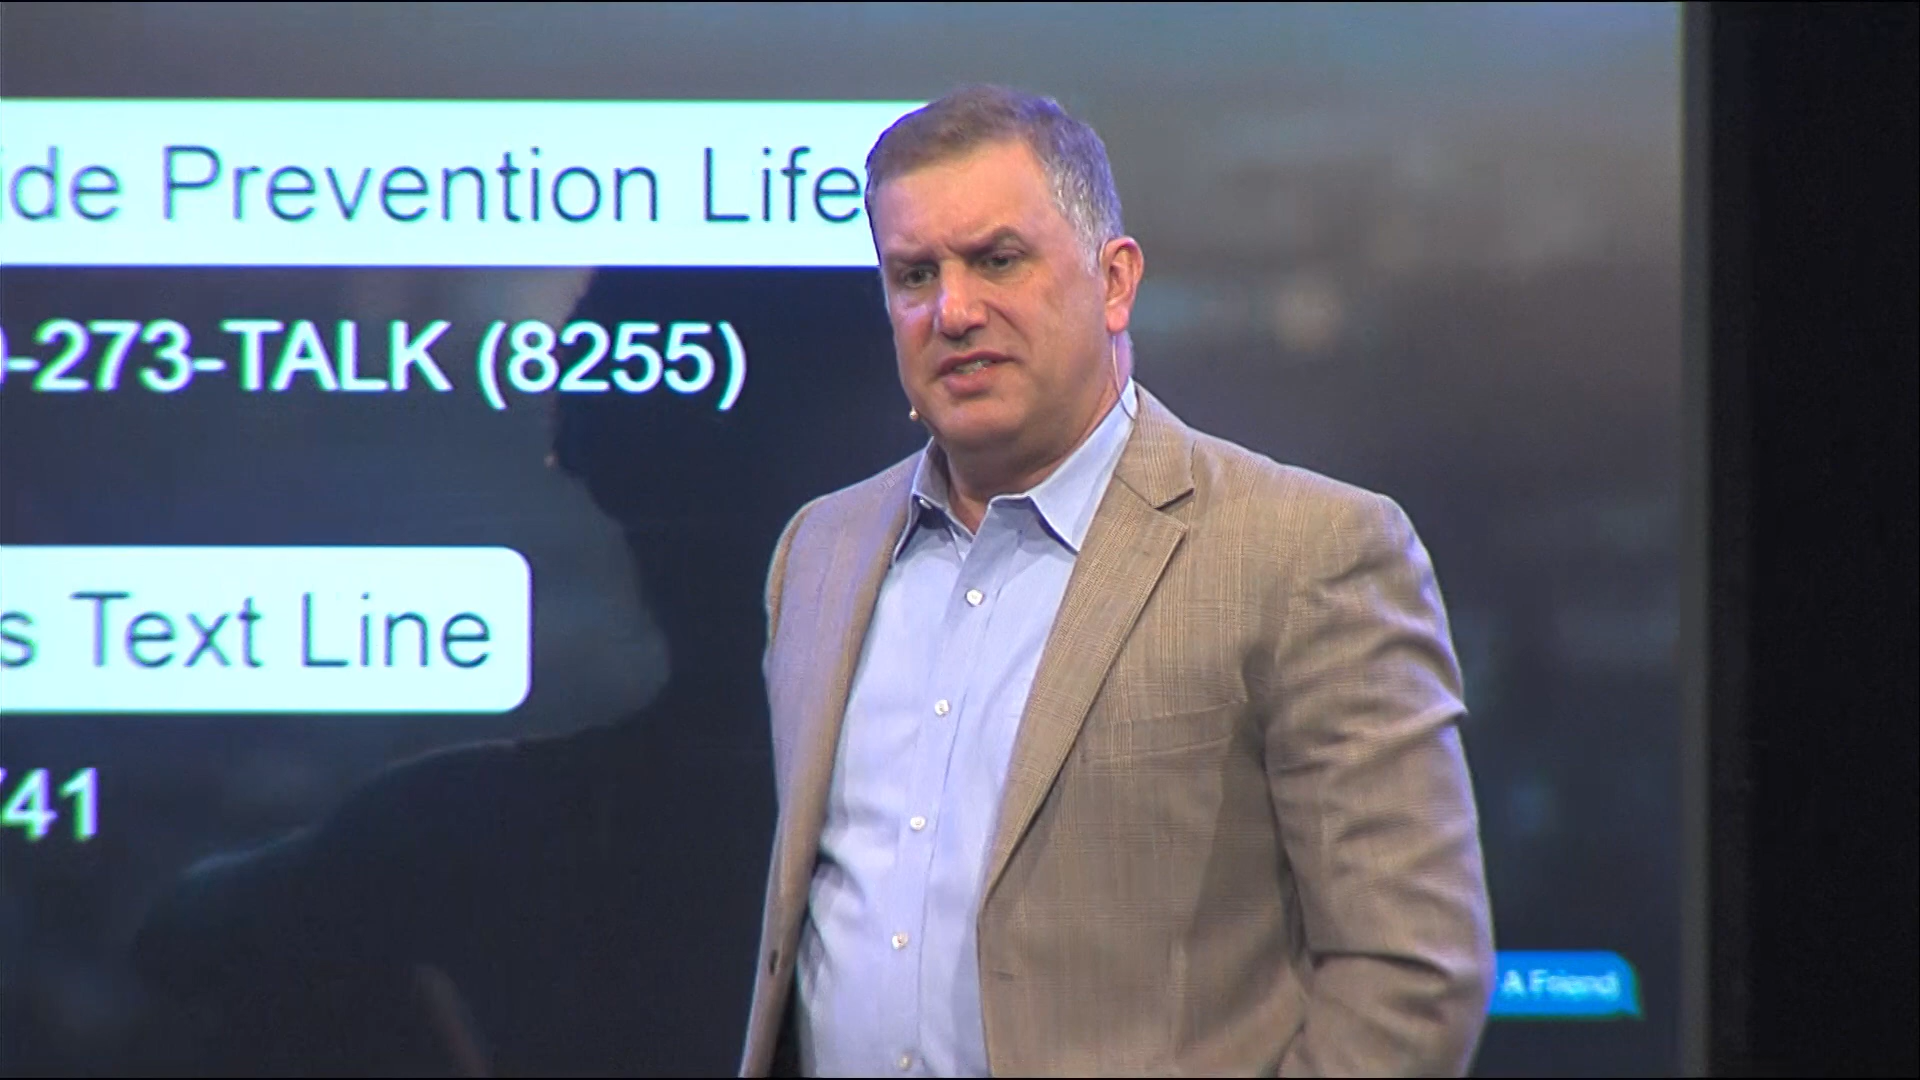 ide Prevention Life
-273-TALK (8255)
s Text Line
741
A Friend